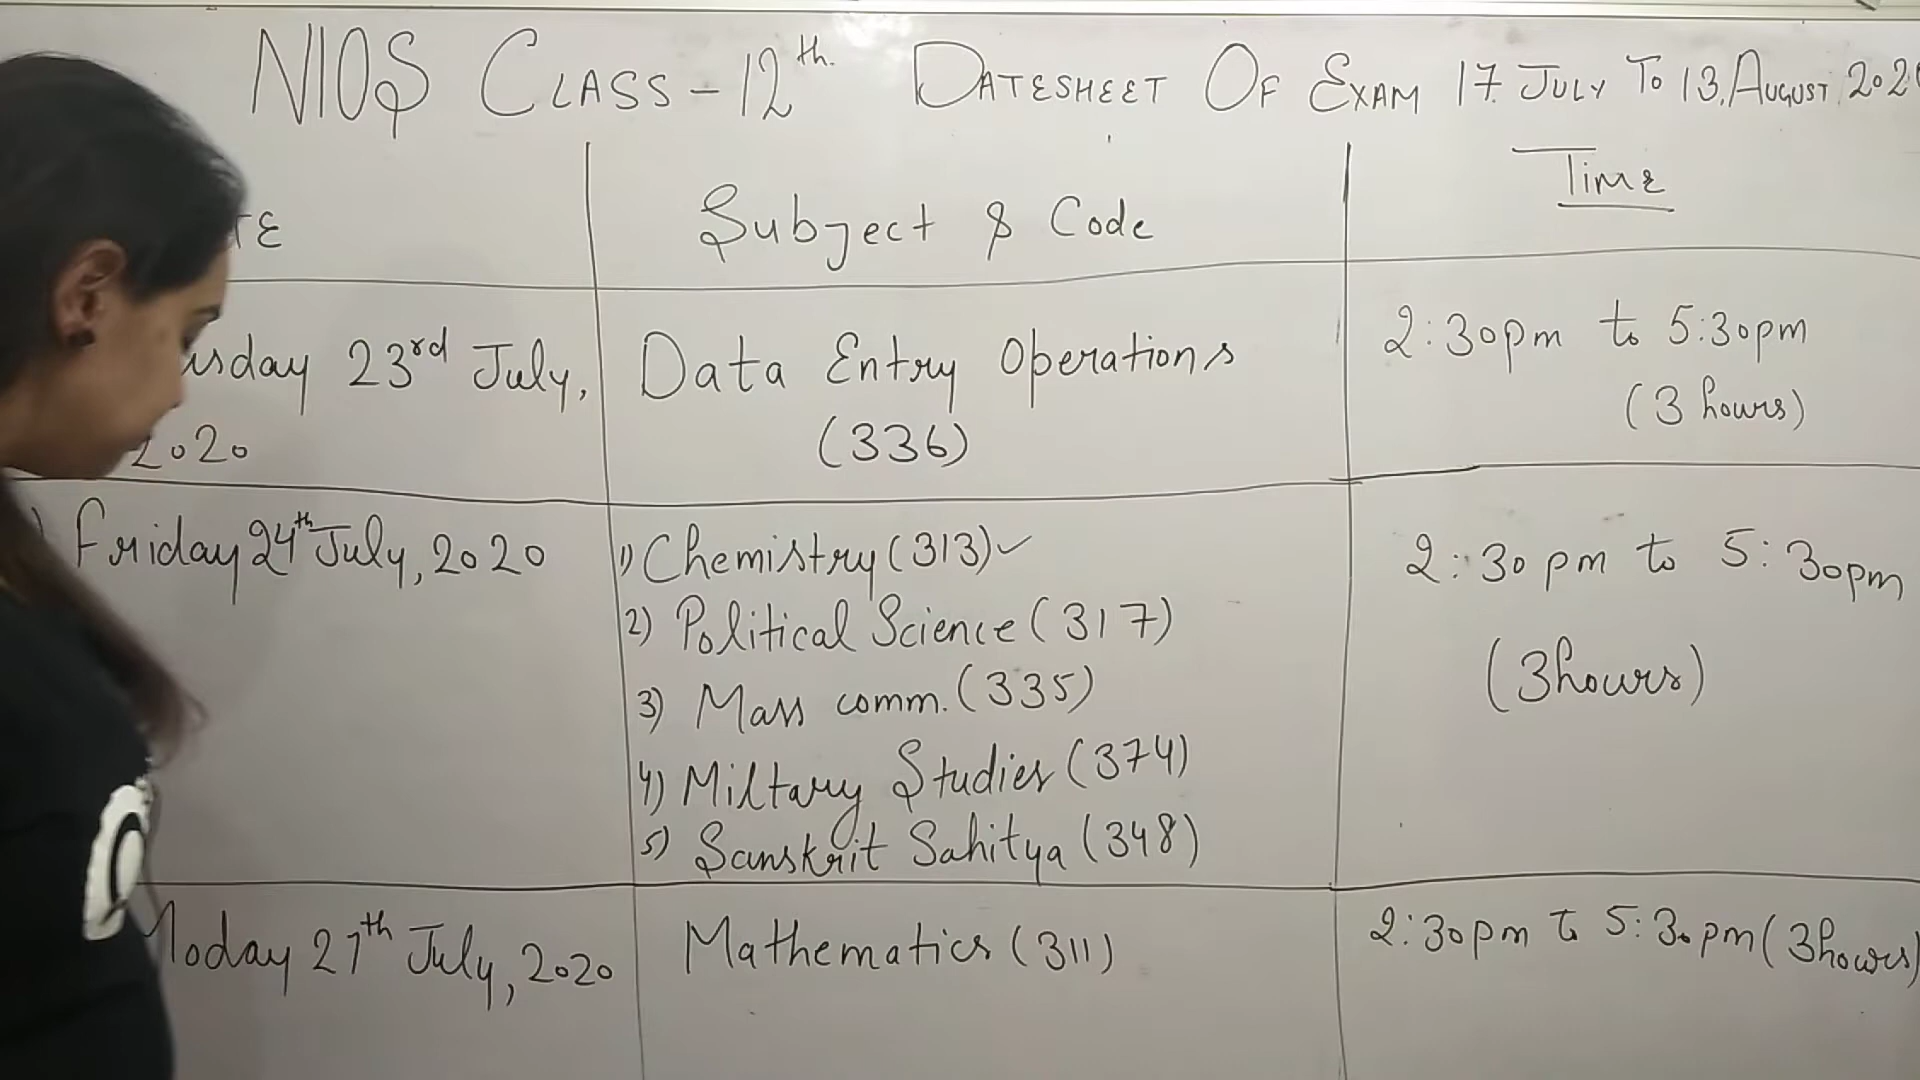 NIOS CLASS-12th DATESHEET OF EXAM 17 JULY TO 13, AUGUST 202
Subject & Code
Time
23rd July,
2020
Data Entry Operations
(336)
2:30pm to 5:30pm
(3 hours)
Friday 24th July, 2020
1) Chemistry (313) ✓
2) Political Science (317)
3) Mass comm. (335)
4) Miltary Studies (374)
5) Sanskrit Sahitya (348)
2:30 pm to 5:30pm
(3hours)
Moday 27th July, 2020
Mathematics (311)
2:30pm to 5:30pm (3hours)